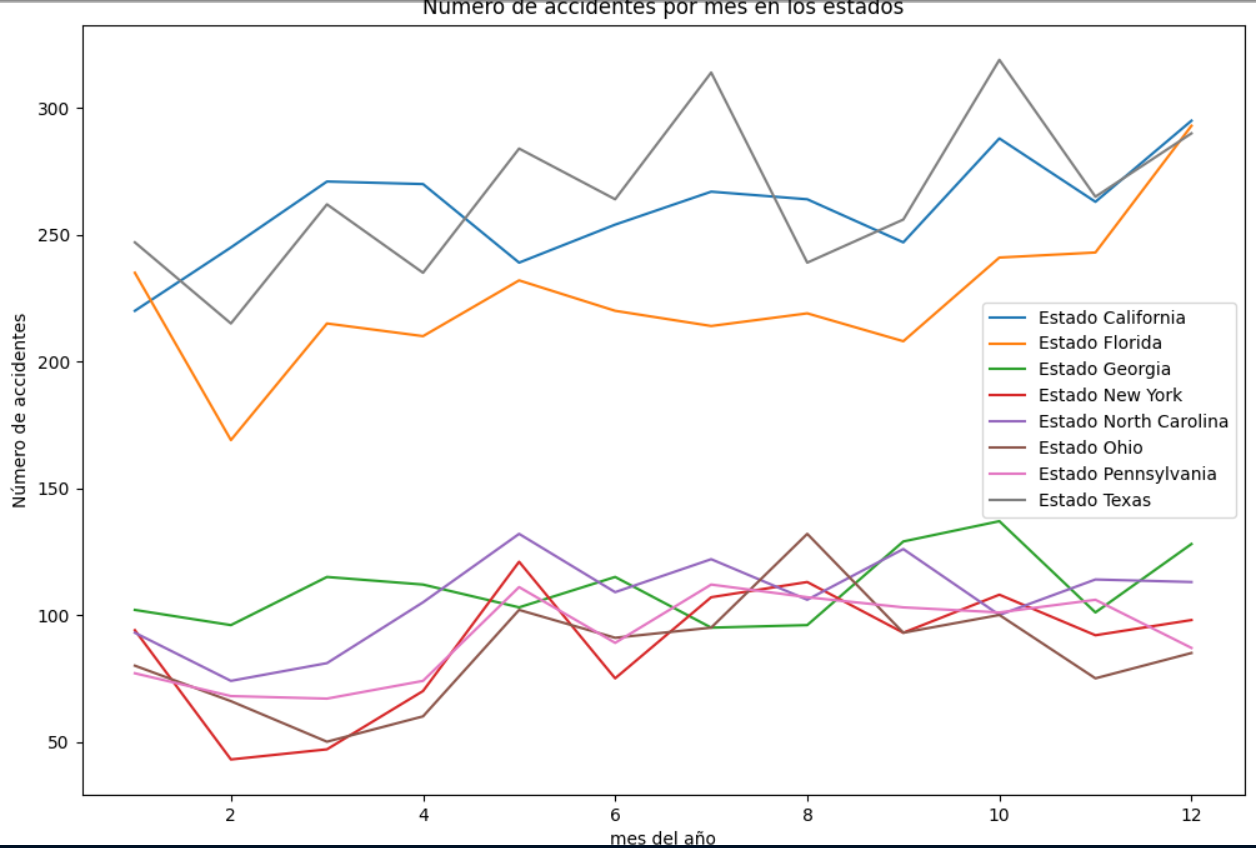 Número de accidentes por mes en los estados
300
250
200
150
100
50
Número de accidentes
Estado California
Estado Florida
Estado Georgia
Estado New York
Estado North Carolina
Estado Ohio
Estado Pennsylvania
Estado Texas
2 4 6 8 10 12
mes del año